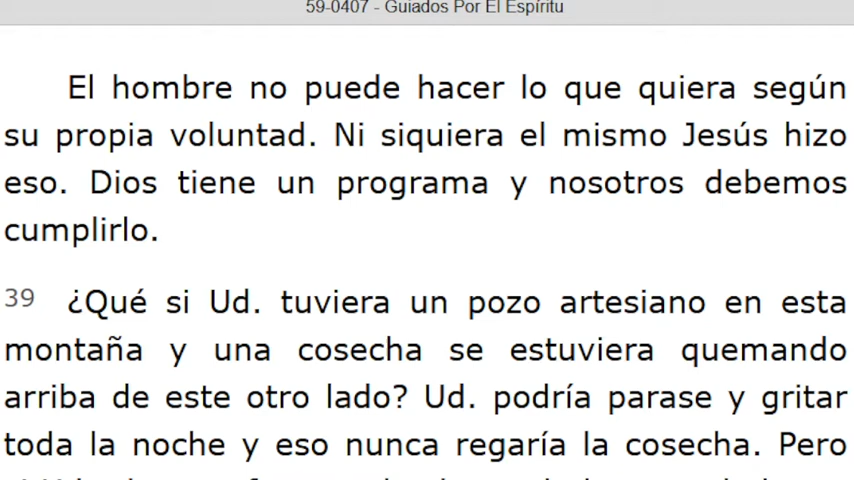 59-0407 - Guiados Por El Espíritu
El hombre no puede hacer lo que quiera según
su propia voluntad. Ni siquiera el mismo Jesús hizo
eso. Dios tiene un programa y nosotros debemos
cumplirlo.
39 ¿Qué si Ud. tuviera un pozo artesiano en esta
montaña y una cosecha se estuviera quemando
arriba de este otro lado? Ud. podría parase y gritar
toda la noche y eso nunca regaría la cosecha. Pero